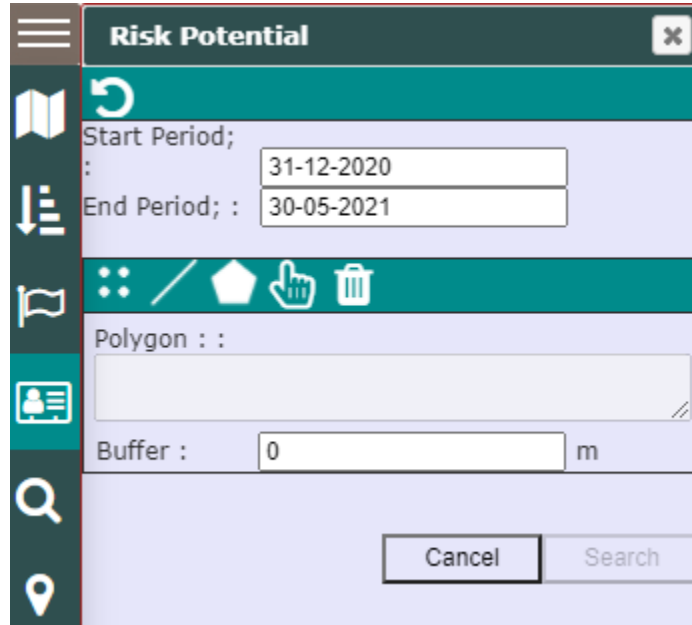 Risk Potential
Start Period;
: 31-12-2020
End Period; : 30-05-2021
Polygon : :
Buffer : 0 m
Cancel Search